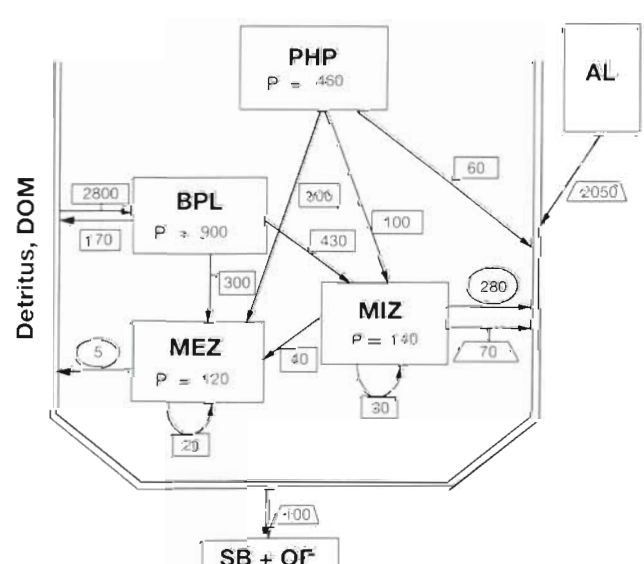 PHP
P = 460
AL
60
2050
2800
BPL
P = 900
100
170
430
300
MIZ
P = 140
280
70
MEZ
P = 120
5
40
30
20
100
SB + OF
Detritus, DOM